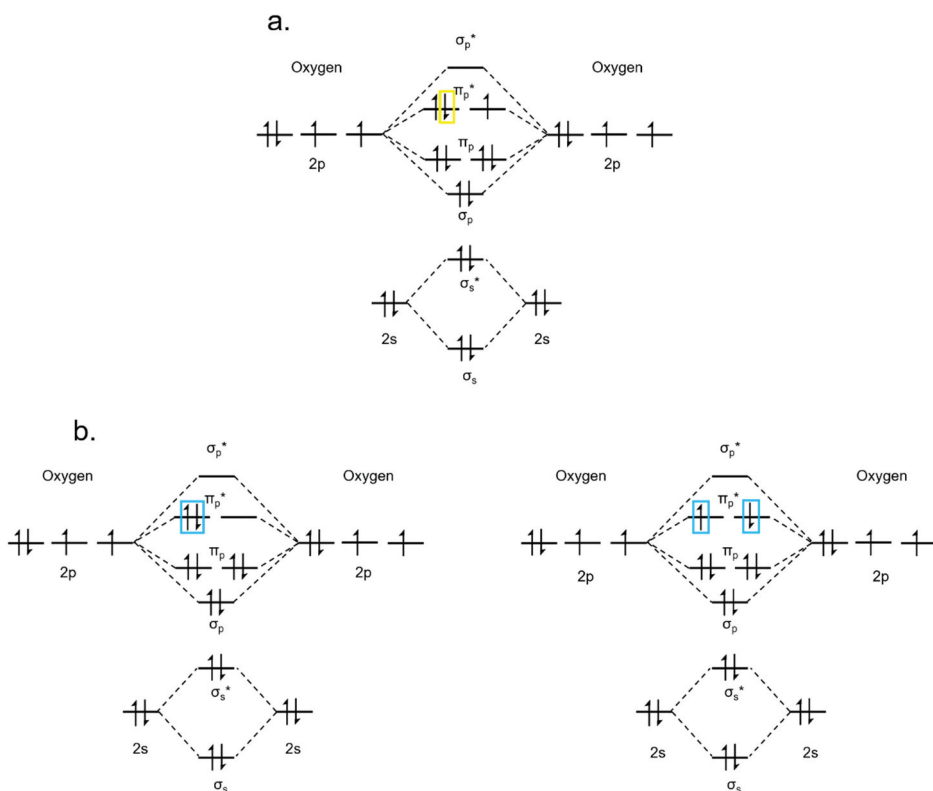 a.
σp*
Oxygen Oxygen
πp*
2p πp 2p
σp
σs*
2s 2s
σs
b.
σp* σp*
Oxygen Oxygen Oxygen Oxygen
πp* πp*
2p πp 2p 2p πp 2p
σp σp
σs* σs*
2s 2s 2s 2s
σs σs